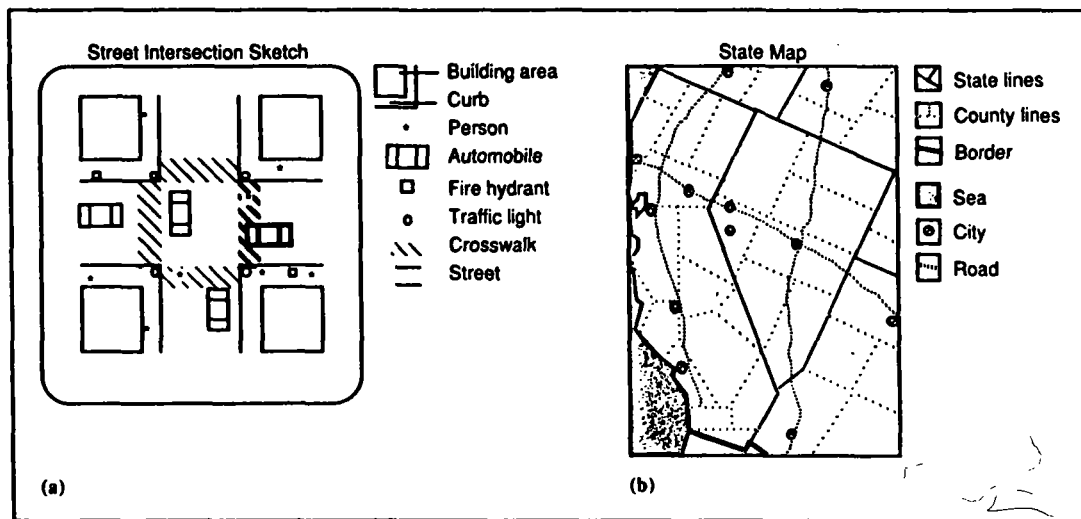 Street Intersection Sketch
Building area
Curb
Person
Automobile
Fire hydrant
Traffic light
Crosswalk
Street
(a)
State Map
State lines
County lines
Border
Sea
City
Road
(b)